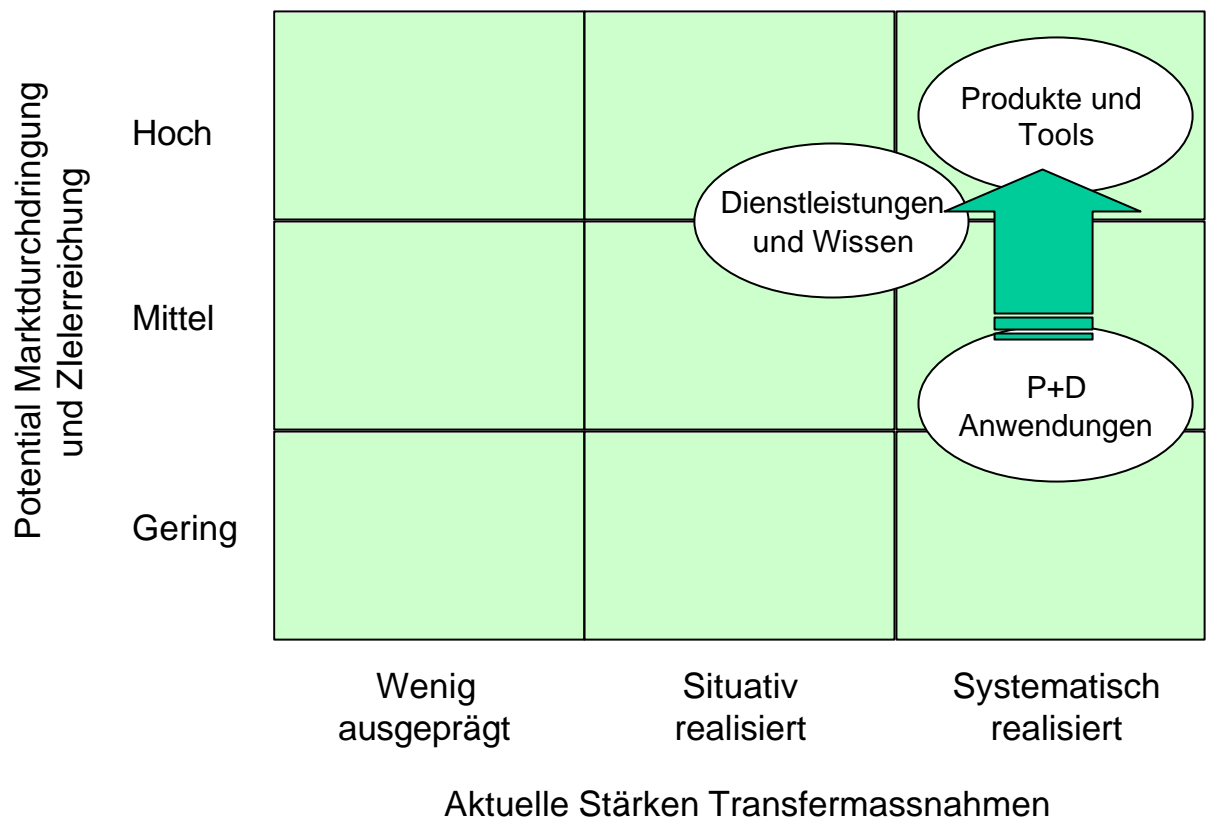 Potential Marktdurchdringung
und ZIelerreichung
Hoch
Mittel
Gering
Produkte und
Tools
Dienstleistungen
und Wissen
P+D
Anwendungen
Wenig
ausgeprägt
Situativ
realisiert
Systematisch
realisiert
Aktuelle Stärken Transfermassnahmen